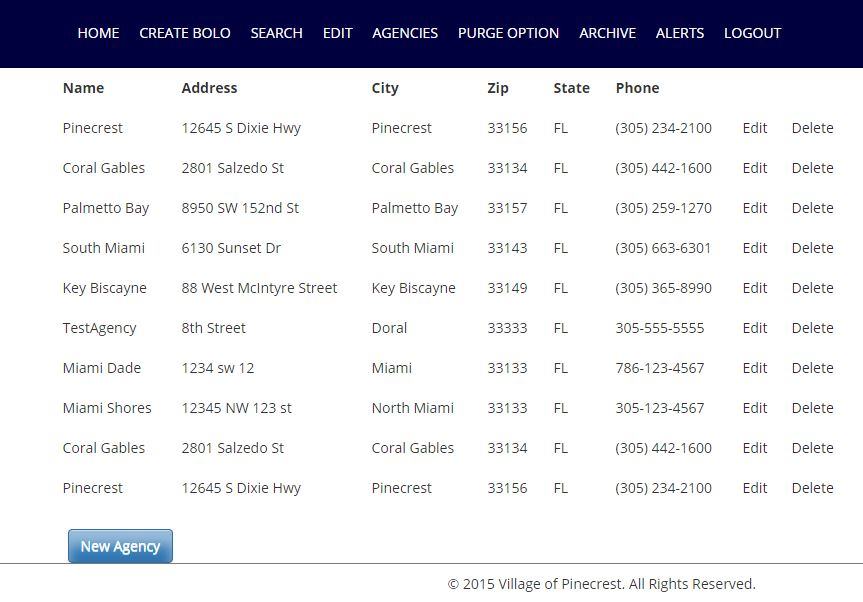 HOME CREATE BOLO SEARCH EDIT AGENCIES PURGE OPTION ARCHIVE ALERTS LOGOUT
Name Address City Zip State Phone
Pinecrest 12645 S Dixie Hwy Pinecrest 33156 FL (305) 234-2100 Edit Delete
Coral Gables 2801 Salzedo St Coral Gables 33134 FL (305) 442-1600 Edit Delete
Palmetto Bay 8950 SW 152nd St Palmetto Bay 33157 FL (305) 259-1270 Edit Delete
South Miami 6130 Sunset Dr South Miami 33143 FL (305) 663-6301 Edit Delete
Key Biscayne 88 West McIntyre Street Key Biscayne 33149 FL (305) 365-8990 Edit Delete
TestAgency 8th Street Doral 33333 FL 305-555-5555 Edit Delete
Miami Dade 1234 sw 12 Miami 33133 FL 786-123-4567 Edit Delete
Miami Shores 12345 NW 123 st North Miami 33133 FL 305-123-4567 Edit Delete
Coral Gables 2801 Salzedo St Coral Gables 33134 FL (305) 442-1600 Edit Delete
Pinecrest 12645 S Dixie Hwy Pinecrest 33156 FL (305) 234-2100 Edit Delete
New Agency
© 2015 Village of Pinecrest. All Rights Reserved.